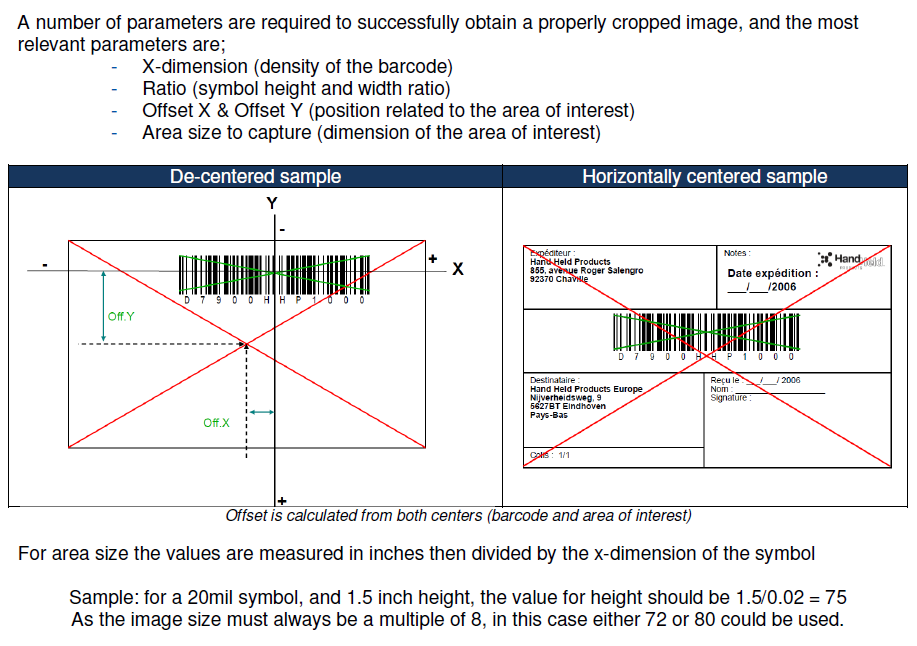 A number of parameters are required to successfully obtain a properly cropped image, and the most
relevant parameters are;
- X-dimension (density of the barcode)
- Ratio (symbol height and width ratio)
- Offset X & Offset Y (position related to the area of interest)
- Area size to capture (dimension of the area of interest)
De-centered sample
Horizontally centered sample
Y
-
-
+
X
D 7 9 0 0 H H P 1 0 0 0
Off.Y
Off.X
+
Expéditeur :
Hand Held Products
855, avenue Roger Salengro
92370 Chaville
Notes :
Hand Held
Date expédition :
___/___/2006
D 7 9 0 0 H H P 1 0 0 0
Destinataire :
Hand Held Products Europe
Nijverheidsweg, 9
5627BT Eindhoven
Pays-Bas
Reçu le : ___/___/ 2006
Nom :
Signature :
Colis : 1/1
Offset is calculated from both centers (barcode and area of interest)
For area size the values are measured in inches then divided by the x-dimension of the symbol
Sample: for a 20mil symbol, and 1.5 inch height, the value for height should be 1.5/0.02 = 75
As the image size must always be a multiple of 8, in this case either 72 or 80 could be used.